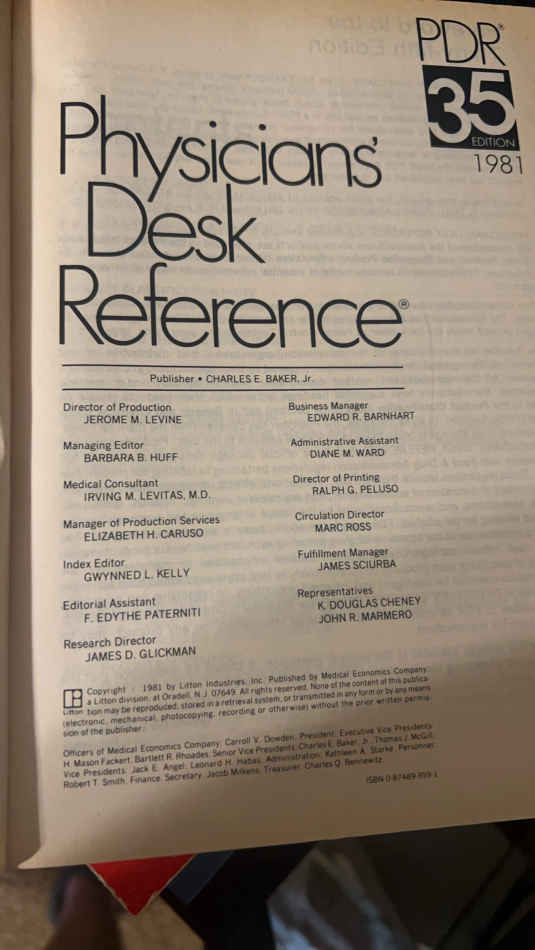 PDR®
35
EDITION
1981
Physicians'
Desk
Reference®
Publisher • CHARLES E. BAKER, Jr.
Director of Production
JEROME M. LEVINE
Managing Editor
BARBARA B. HUFF
Medical Consultant
IRVING M. LEVITAS, M.D.
Manager of Production Services
ELIZABETH H. CARUSO
Index Editor
GWYNNED L. KELLY
Editorial Assistant
F. EDYTHE PATERNITI
Research Director
JAMES D. GLICKMAN
Business Manager
EDWARD R. BARNHART
Administrative Assistant
DIANE M. WARD
Director of Printing
RALPH G. PELUSO
Circulation Director
MARC ROSS
Fulfillment Manager
JAMES SCIURBA
Representatives
K. DOUGLAS CHENEY
JOHN R. MARMERO
Copyright 1981 by Litton Industries, Inc. Published by Medical Economics Company,
a Litton division, at Oradell, N.J. 07649. All rights reserved. None of the content of this publica-
Litton tion may be reproduced, stored in a retrieval system, or transmitted in any form or by any means
(electronic, mechanical, photocopying, recording or otherwise) without the prior written permis-
sion of the publisher.
Officers of Medical Economics Company: Carroll V. Dowden, President; Executive Vice Presidents
H. Mason Fackert, Bartlett R. Rhoades; Senior Vice Presidents, Charles E. Baker, Jr., Thomas J. McGill;
Vice Presidents: Jack E. Angel; Leonard H. Habas, Administration; Kathleen A. Starke, Personnel;
Robert T. Smith, Finance; Secretary, Jacob Milkens; Treasurer, Charles O. Bennewitz
ISBN 0-87489-859-1